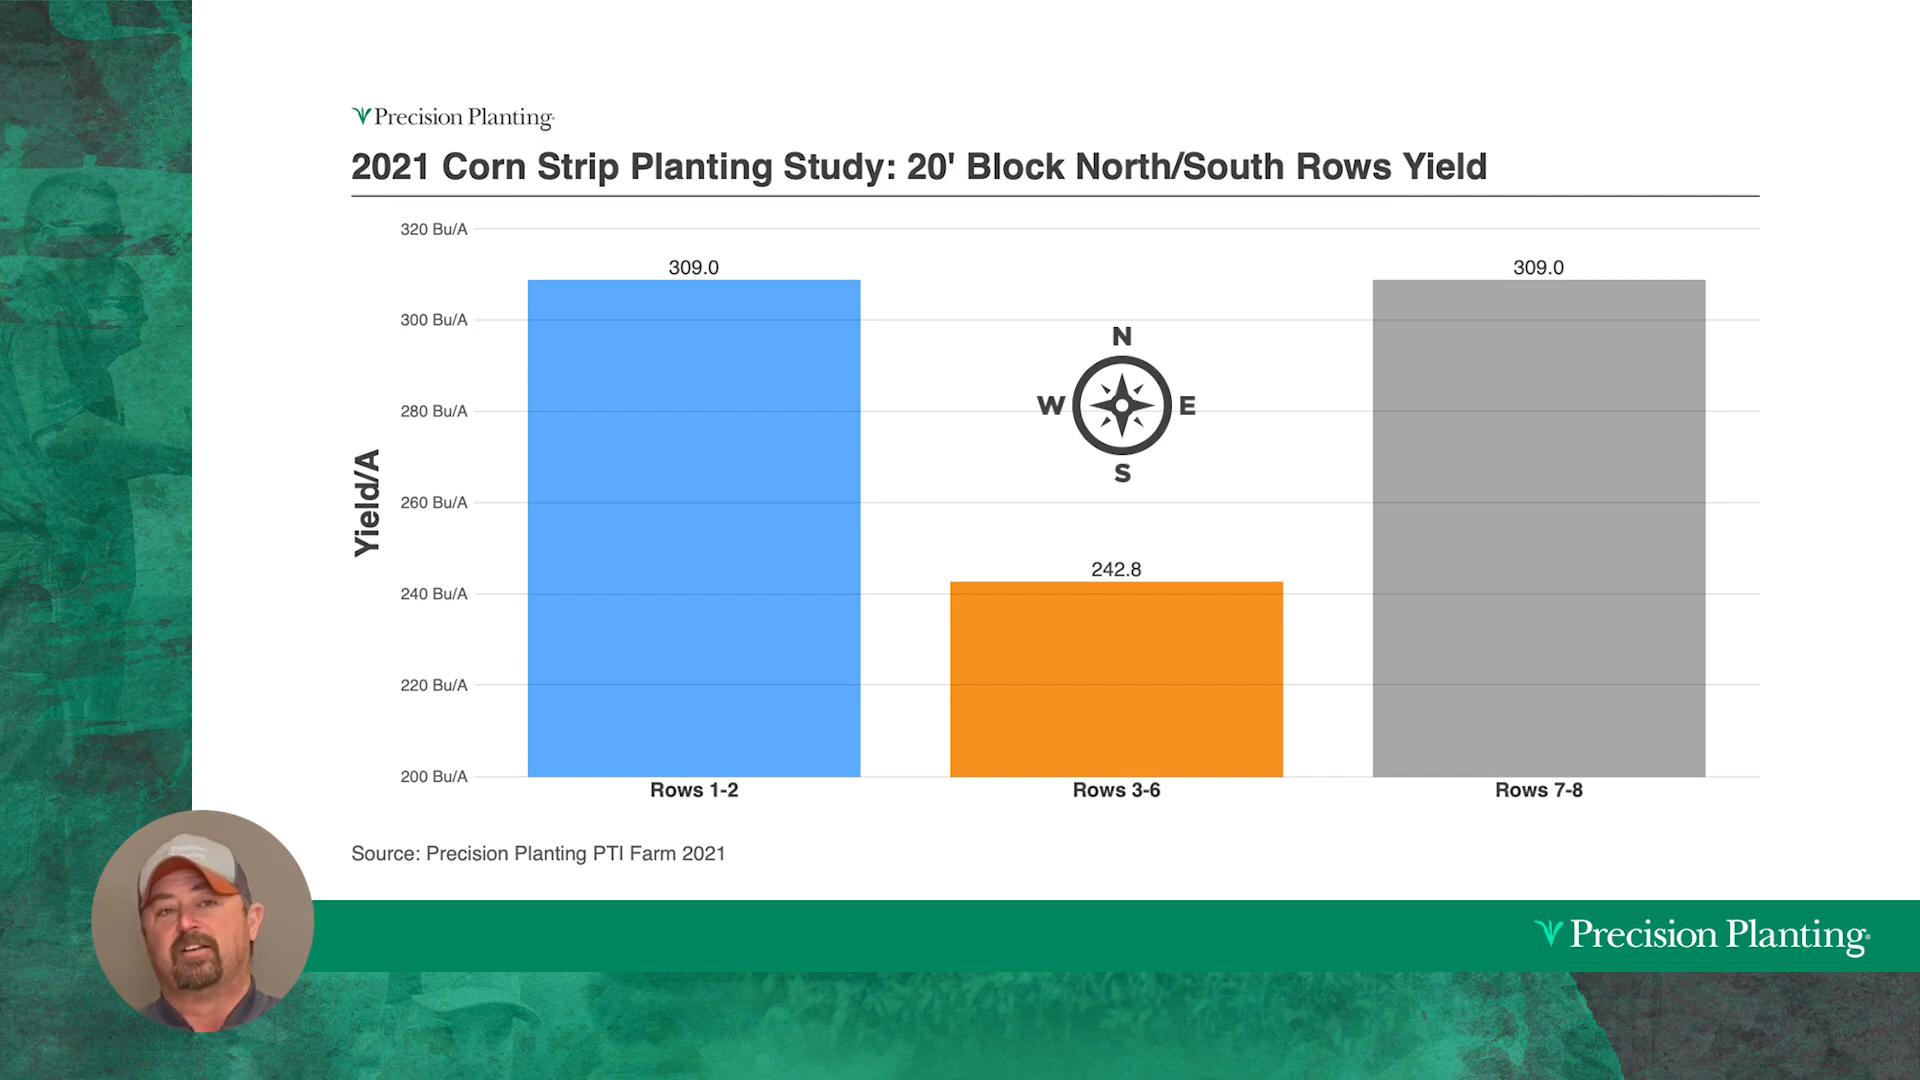 Precision Planting
2021 Corn Strip Planting Study: 20' Block North/South Rows Yield
320 Bu/A
300 Bu/A
280 Bu/A
260 Bu/A
240 Bu/A
220 Bu/A
200 Bu/A
Yield/A
309.0
242.8
309.0
N
W E
S
Rows 1-2
Rows 3-6
Rows 7-8
Source: Precision Planting PTI Farm 2021
Precision Planting®